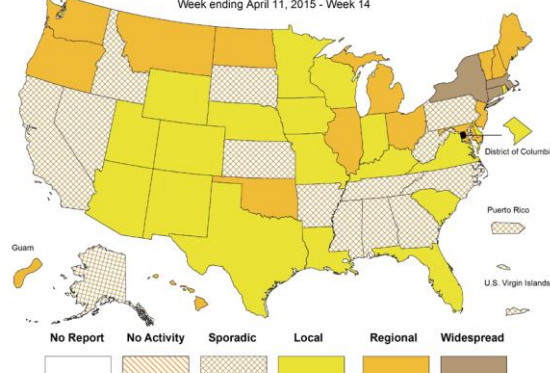 Week ending April 11, 2015 - Week 14
District of Columbi
Puerto Rico
Guam
U.S. Virgin Islands
No Report No Activity Sporadic Local Regional Widespread